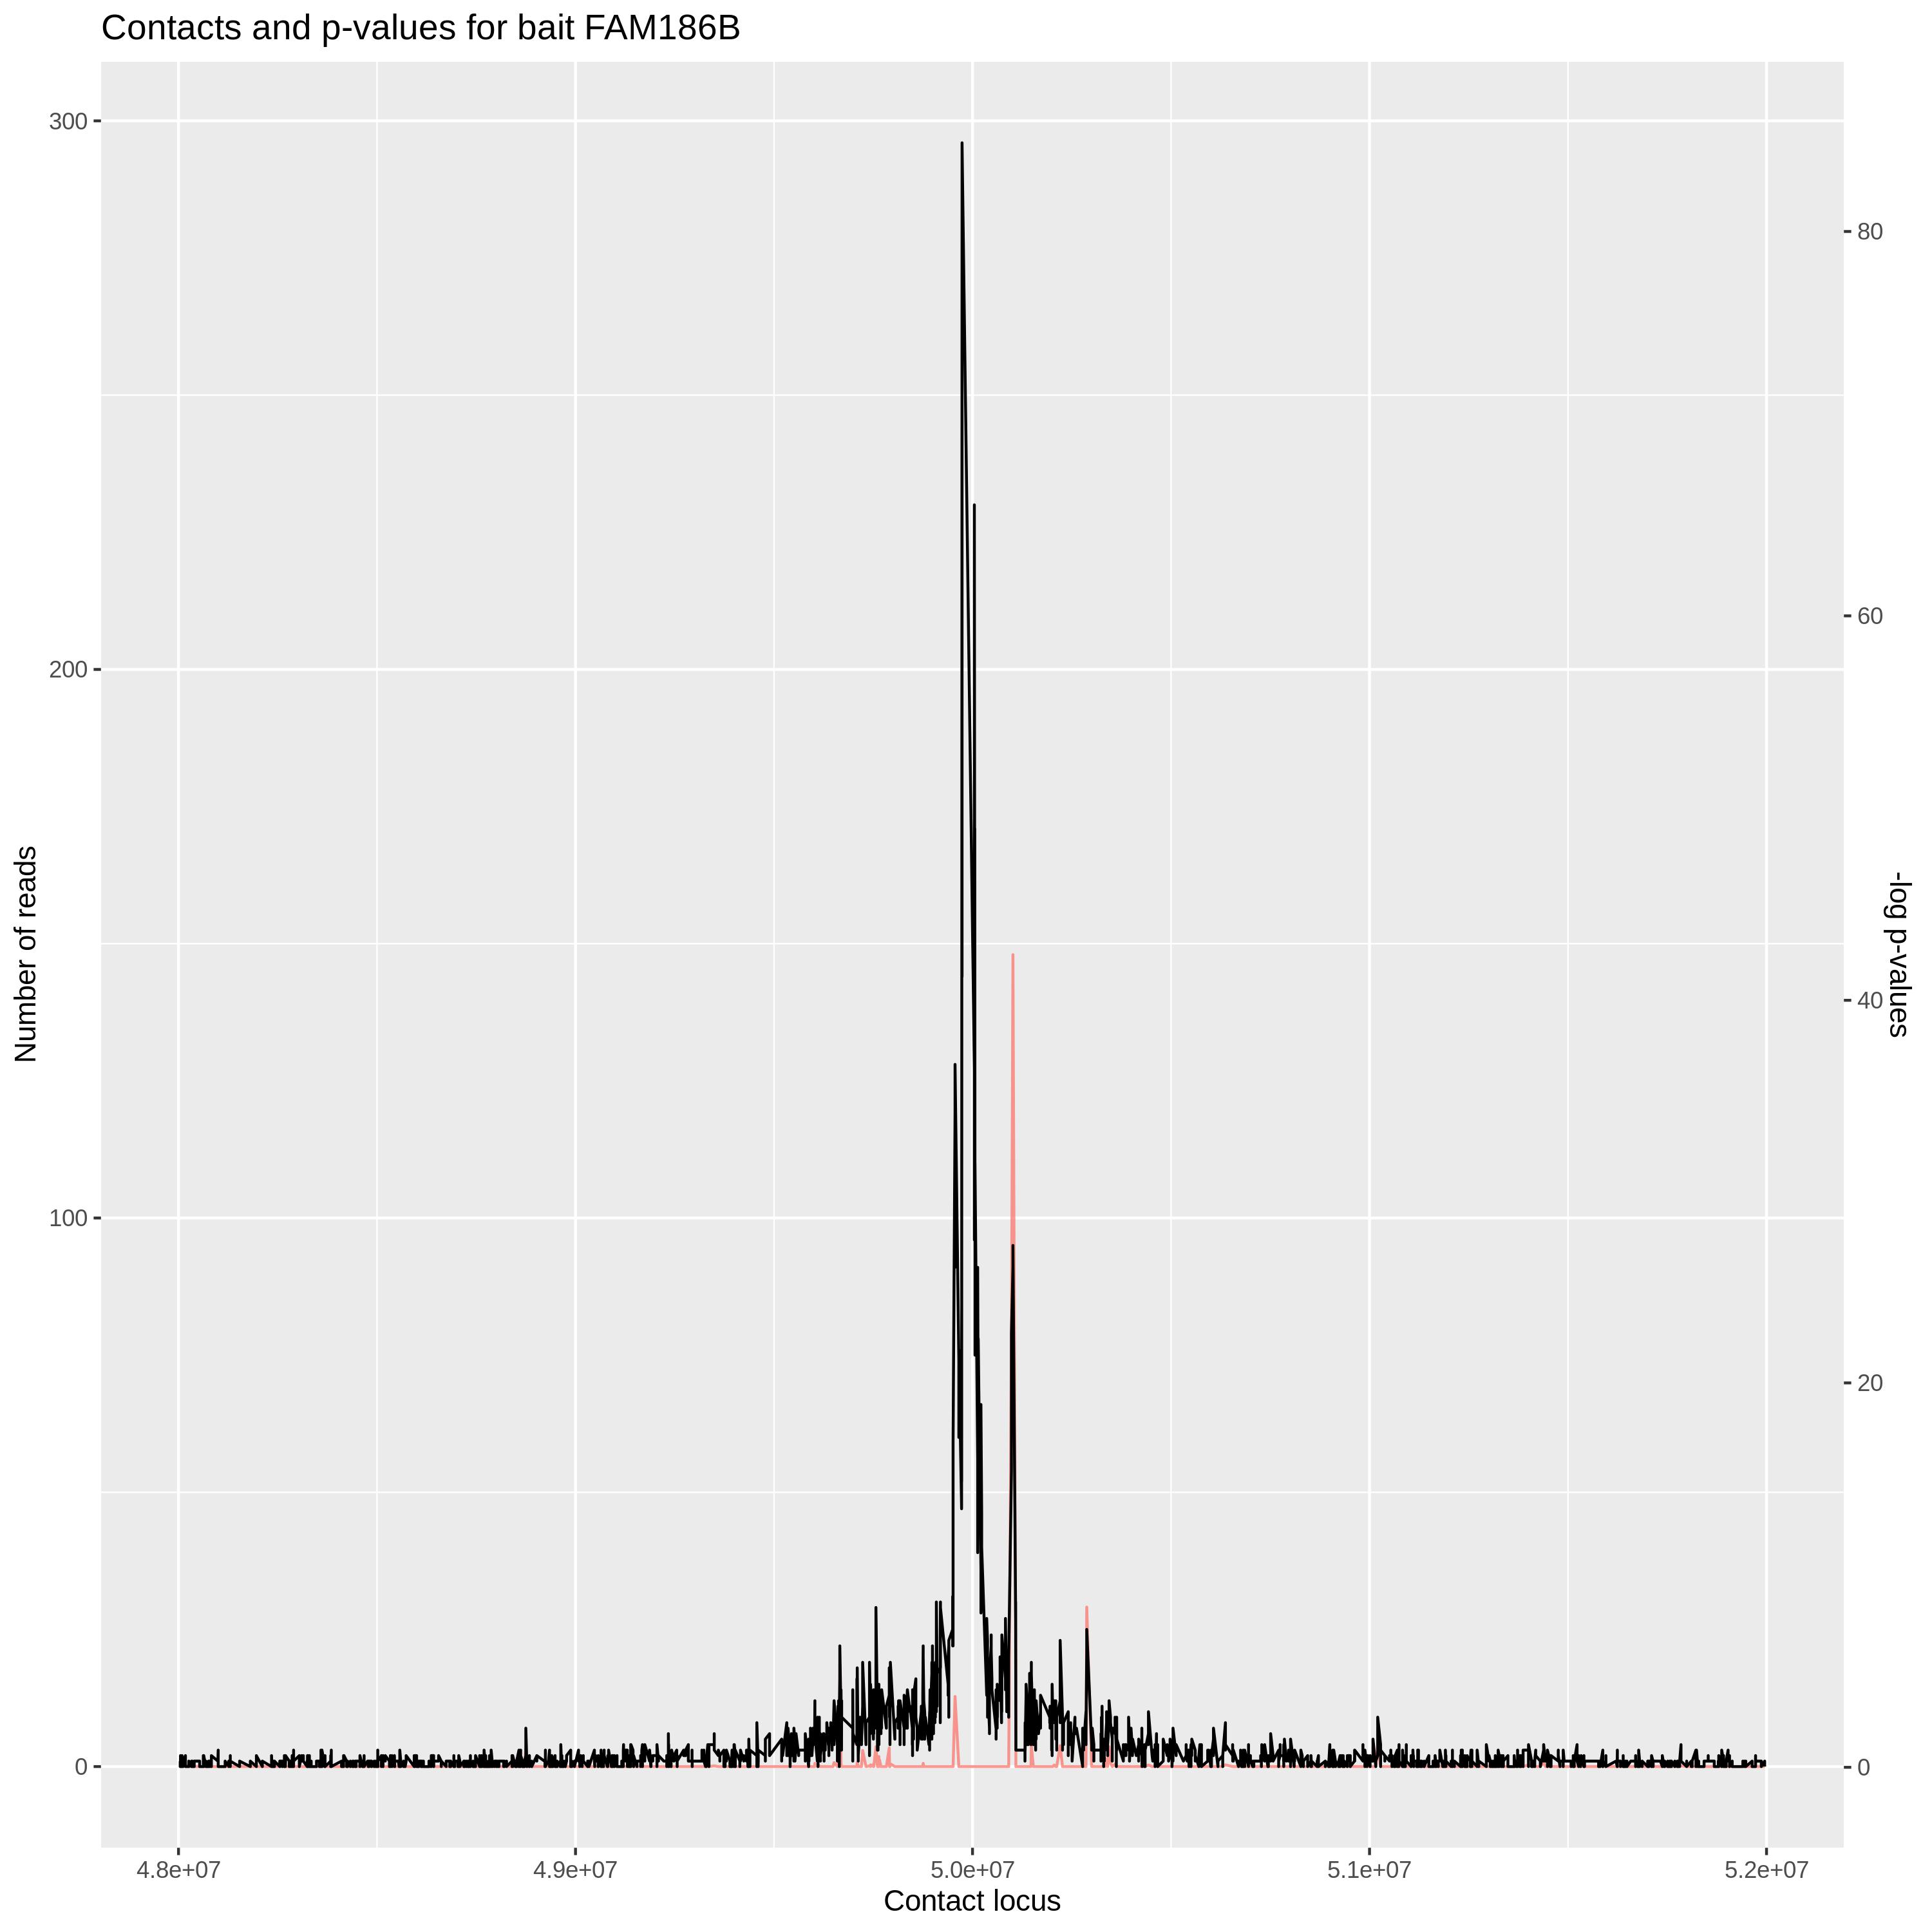 Contacts and p-values for bait FAM186B
300
200
100
0
Number of reads
80
60
40
20
0
-log p-values
4.8e+07
4.9e+07
5.0e+07
5.1e+07
5.2e+07
Contact locus